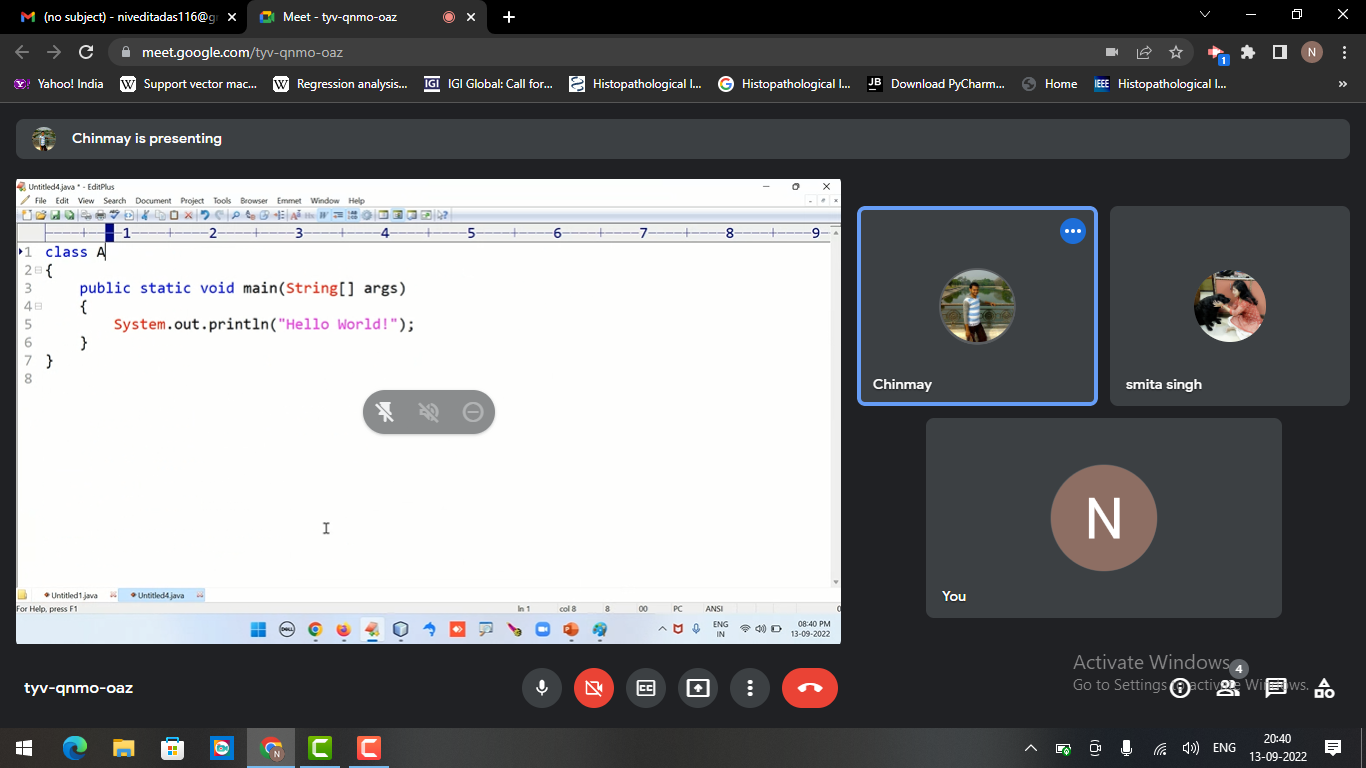 (no subject) - niveditadas116@g
Meet - tyv-qnmo-oaz
meet.google.com/tyv-qnmo-oaz
1
N
Yahoo! India
Support vector mac...
Regression analysis...
IGI Global: Call for...
Histopathological I...
Histopathological I...
Download PyCharm...
Home
Histopathological I...
Chinmay is presenting
Untitled4.java * - EditPlus
File Edit View Search Document Project Tools Browser Emmet Window Help
1 2 3 4 5 6 7 8 9
1 class A
2 {
3 public static void main(String[] args)
4 {
5 System.out.println("Hello World!");
6 }
7 }
8
Untitled1.java
Untitled4.java
For Help, press F1
ln 1 col 8 8 00 PC ANSI 0
ENG
IN
08:40 PM
13-09-2022
Chinmay
smita singh
N
You
Activate Windows
Go to Settings to activate Windows.
4
tyv-qnmo-oaz
ENG
20:40
13-09-2022